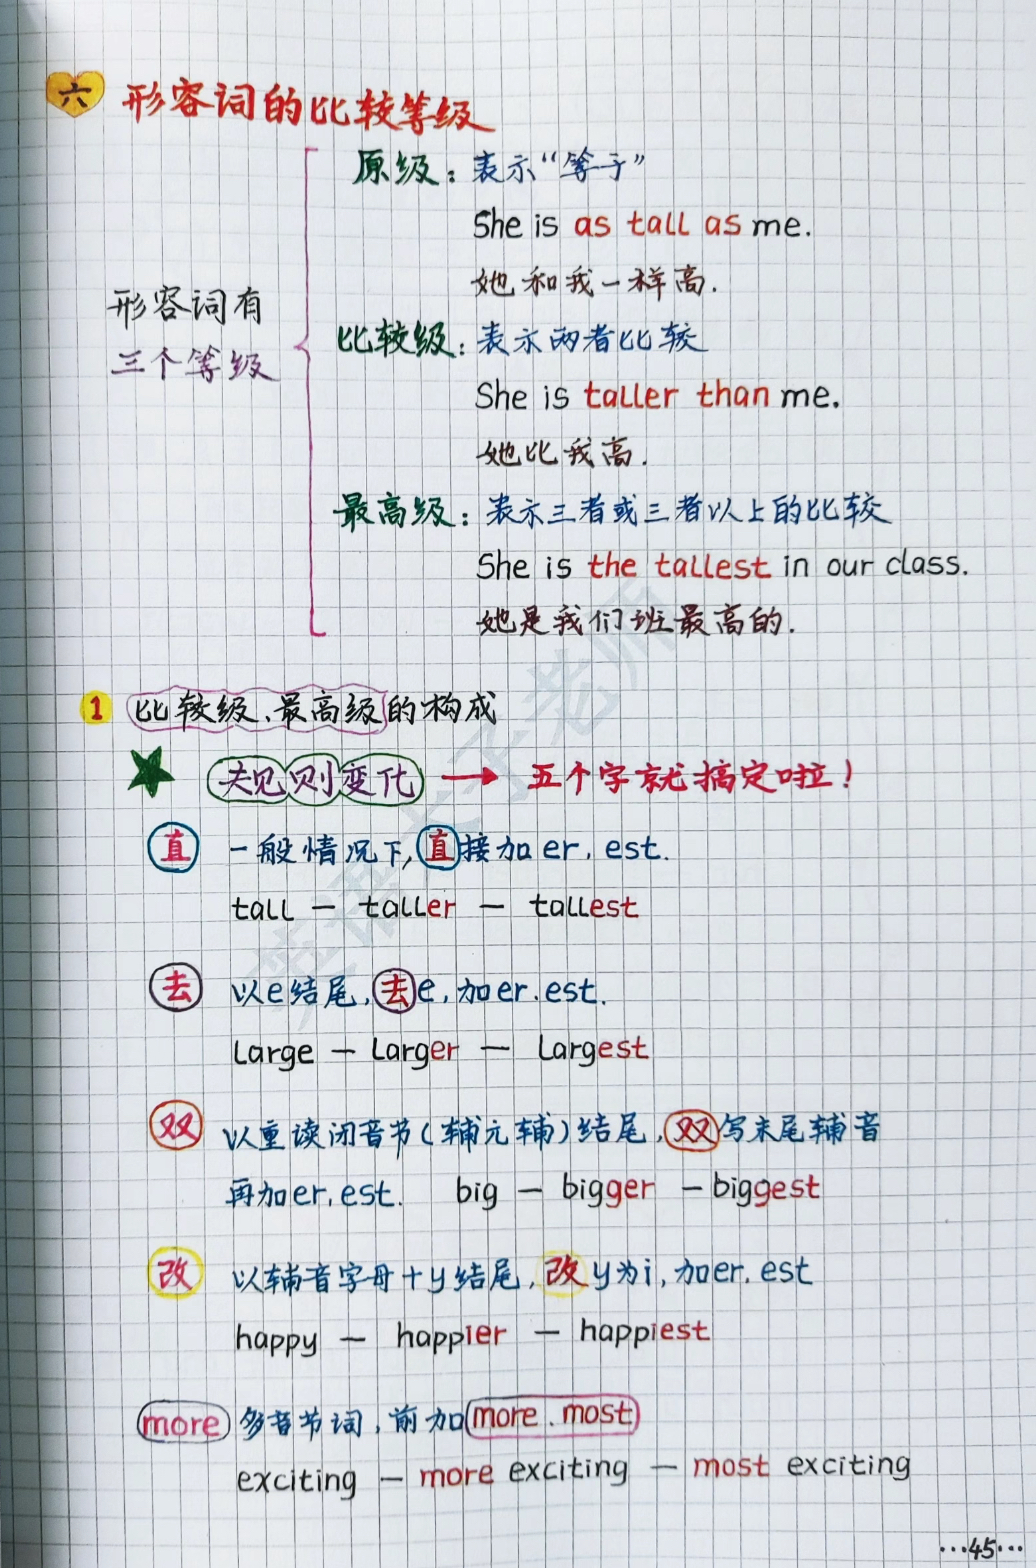 六 形容词的比较等级
原级：表示“等于”
She is as tall as me.
她和我一样高.
形容词有
三个等级
比较级：表示两者比较
She is taller than me.
她比我高.
最高级：表示三者或三者以上的比较
She is the tallest in our class.
她是我们班最高的.
1 比较级、最高级的构成
夫见则变化 → 五个字就搞定啦！
直 一般情况下,直接加er, est.
tall — taller — tallest
去 以e结尾,去e,加er.est.
large — larger — largest
双 以重读闭音节(辅元辅)结尾,双写末尾辅音
再加er,est. big — bigger — biggest
改 以辅音字母+y结尾,改y为i,加er. est
happy — happier — happiest
more 多音节词,前加more、most
exciting — more exciting — most exciting
···45···
英语夫子老师